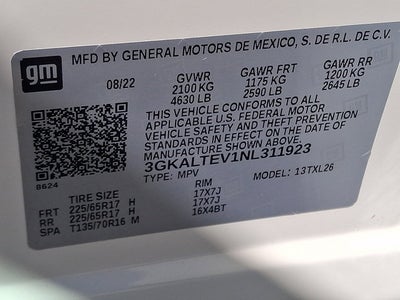 gm
MFD BY GENERAL MOTORS DE MEXICO, S. DE R.L. DE C.V.
08/22 GVWR GAWR FRT GAWR RR
2100 KG 1175 KG 1200 KG
4630 LB 2590 LB 2645 LB
THIS VEHICLE CONFORMS TO ALL
APPLICABLE U.S. FEDERAL MOTOR
VEHICLE SAFETY AND THEFT PREVENTION
STANDARDS IN EFFECT ON THE DATE OF
MANUFACTURE SHOWN ABOVE.
3GKALTEV1NL311923
8624
TYPE: MPV MODEL: 13TXL26
TIRE SIZE RIM
FRT 225/65R17 H 17X7J
RR 225/65R17 H 17X7J
SPA T135/70R16 M 16X4BT